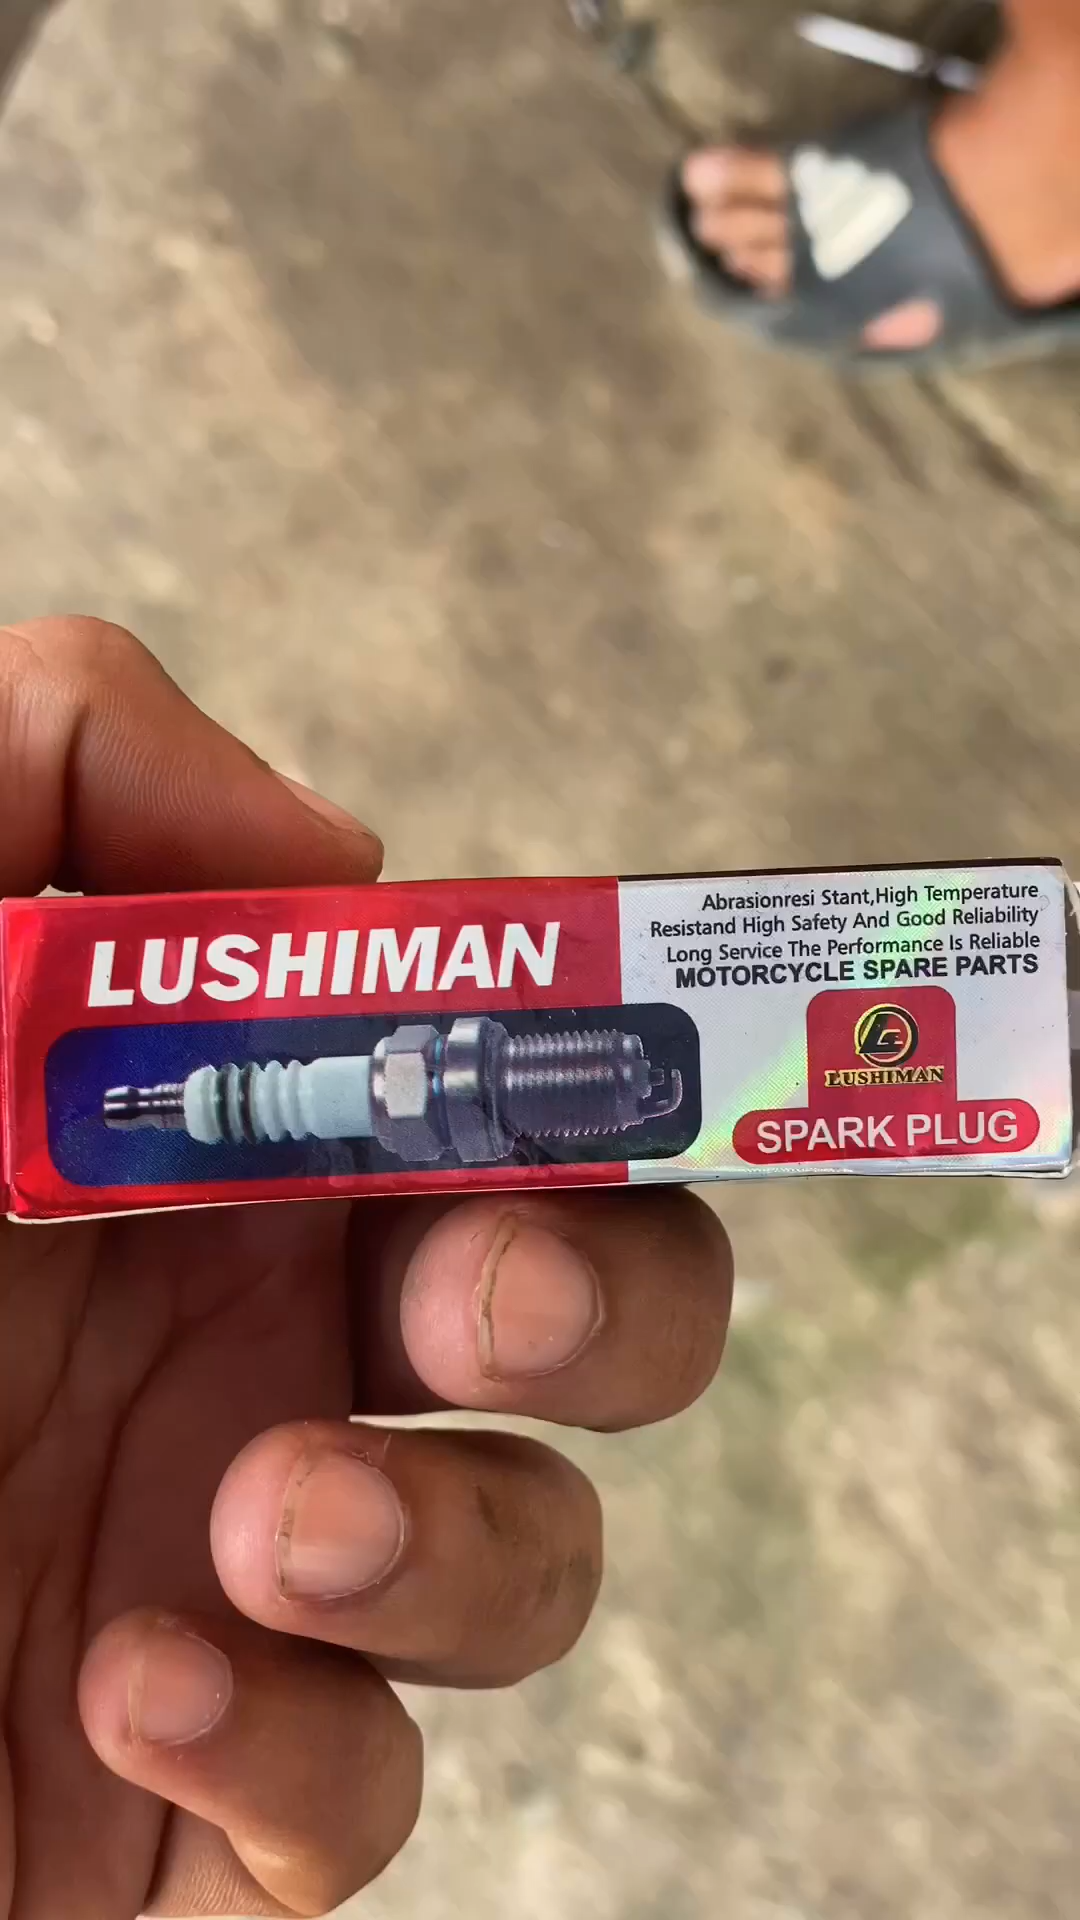 LUSHIMAN
Abrasionresi Stant,High Temperature
Resistand High Safety And Good Reliability
Long Service The Performance Is Reliable
MOTORCYCLE SPARE PARTS
LUSHIMAN
SPARK PLUG